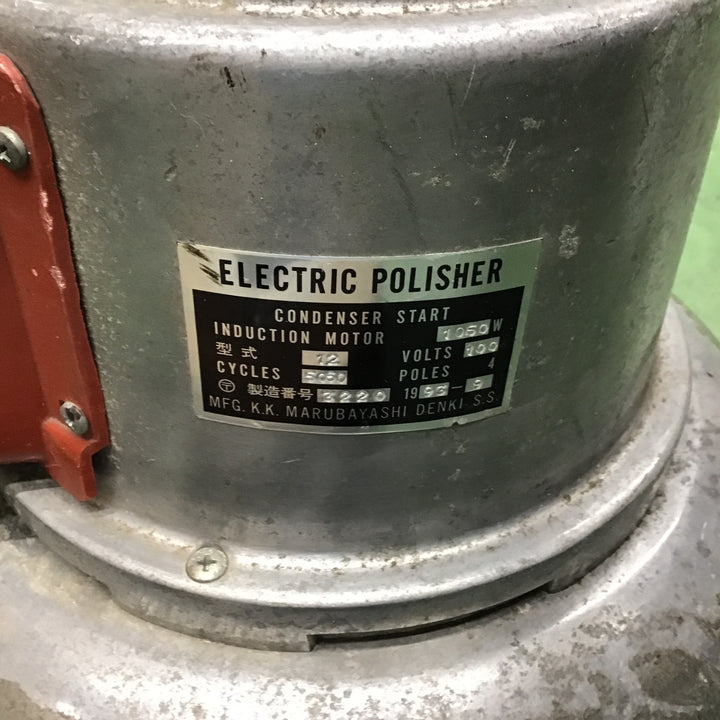 ELECTRIC POLISHER
CONDENSER START
INDUCTION MOTOR 1050W
型式 12 VOLTS 100
CYCLES 5060 POLES 4
〒 製造番号 3220 1993-9
MFG. K.K. MARUBAYASHI DENKI S.S.